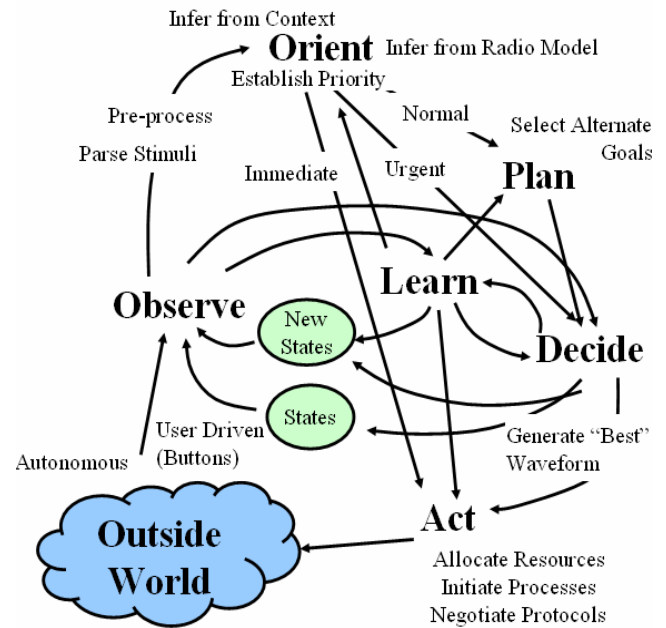 Infer from Context
Orient
Infer from Radio Model
Establish Priority
Pre-process
Normal
Parse Stimuli
Immediate
Urgent
Select Alternate
Goals
Plan
Observe
Learn
New
States
Decide
States
User Driven
(Buttons)
Autonomous
Generate “Best”
Waveform
Outside
World
Act
Allocate Resources
Initiate Processes
Negotiate Protocols